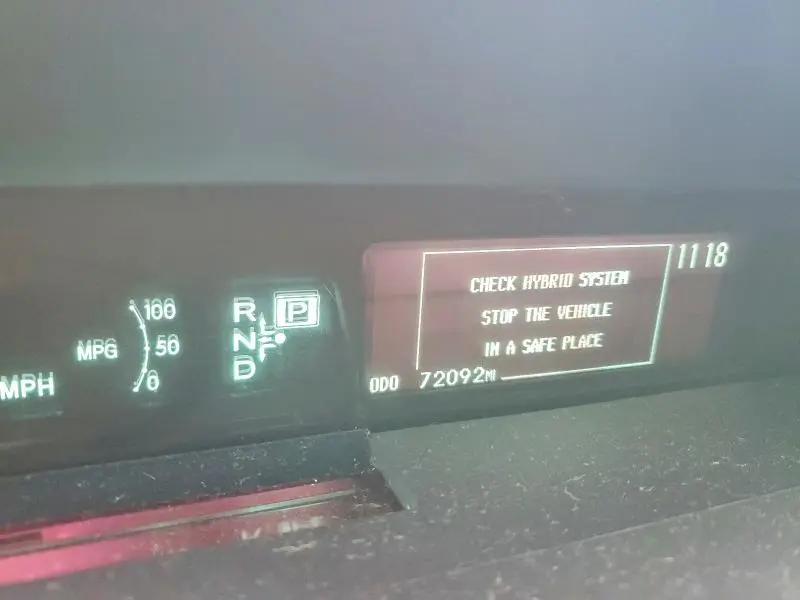 11 18
CHECK HYBRID SYSTEM
STOP THE VEHICLE
IN A SAFE PLACE
ODO 72092MI
100
MPG 50
0
MPH
R P
N
D